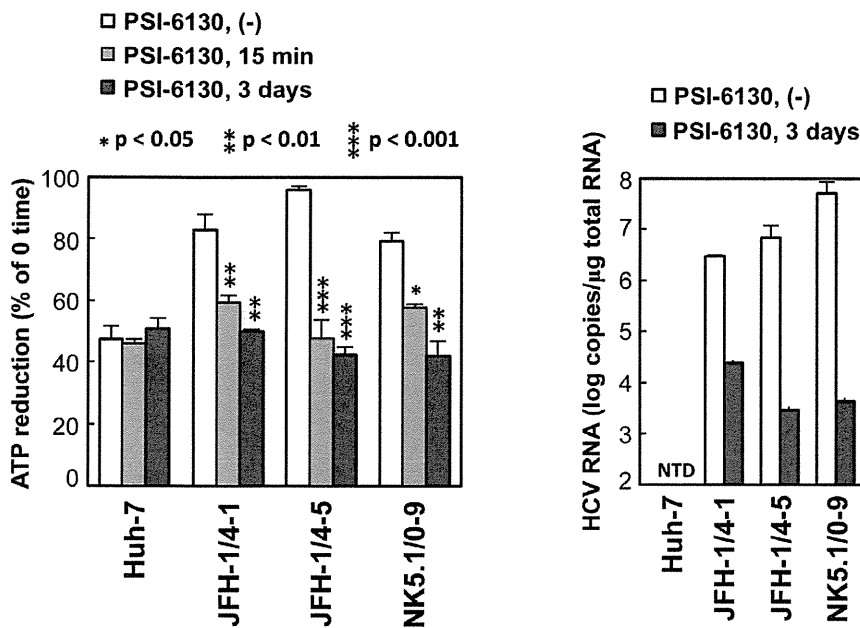 PSI-6130, (-)
PSI-6130, 15 min
PSI-6130, 3 days
* p < 0.05 ** p < 0.01 *** p < 0.001
ATP reduction (% of 0 time)
100
80
60
40
20
0
** ** *** *** * **
Huh-7
JFH-1/4-1
JFH-1/4-5
NK5.1/0-9
PSI-6130, (-)
PSI-6130, 3 days
HCV RNA (log copies/μg total RNA)
8
7
6
5
4
3
2
NTD
Huh-7
JFH-1/4-1
JFH-1/4-5
NK5.1/0-9